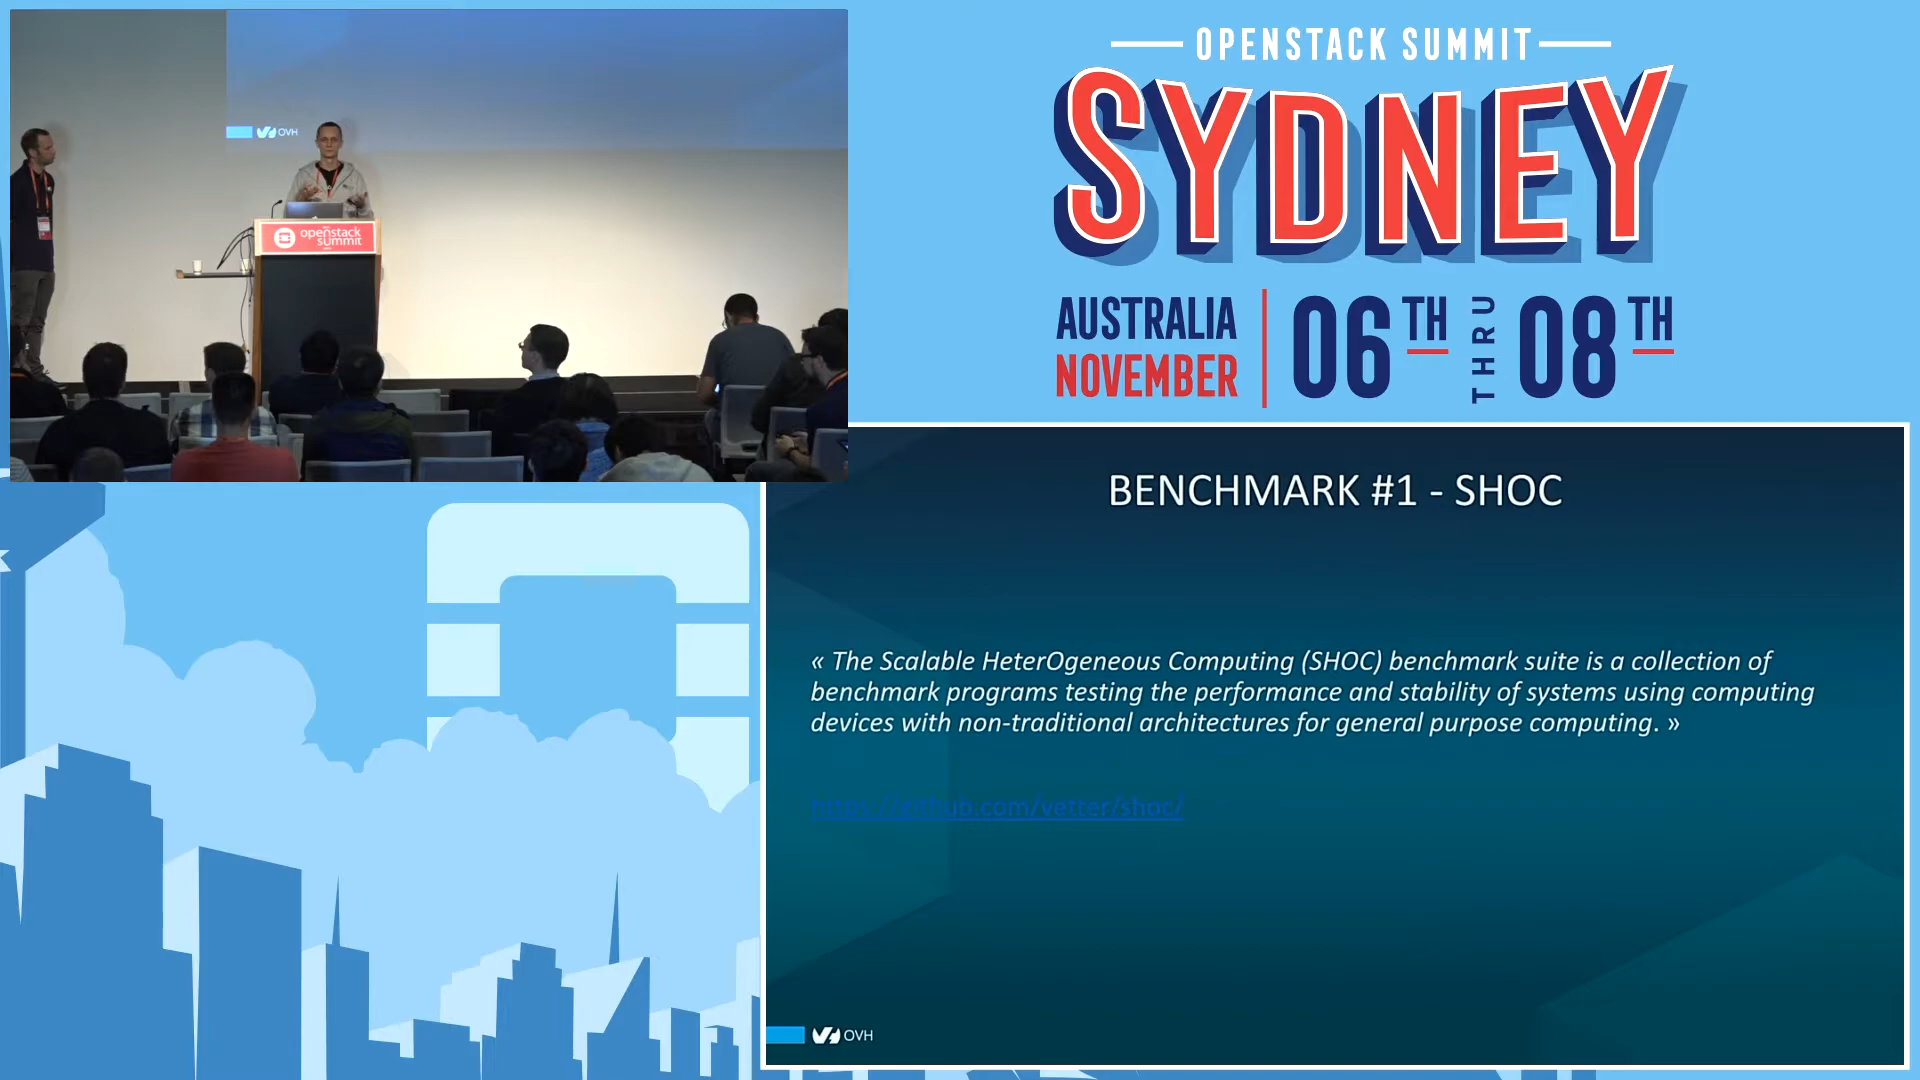 OVH
openstack
summit
OPENSTACK SUMMIT
SYDNEY
AUSTRALIA
NOVEMBER
06TH
THRU
08TH
BENCHMARK #1 - SHOC
« The Scalable HeterOgeneous Computing (SHOC) benchmark suite is a collection of
benchmark programs testing the performance and stability of systems using computing
devices with non-traditional architectures for general purpose computing. »
https://github.com/vetter/shoc/
OVH